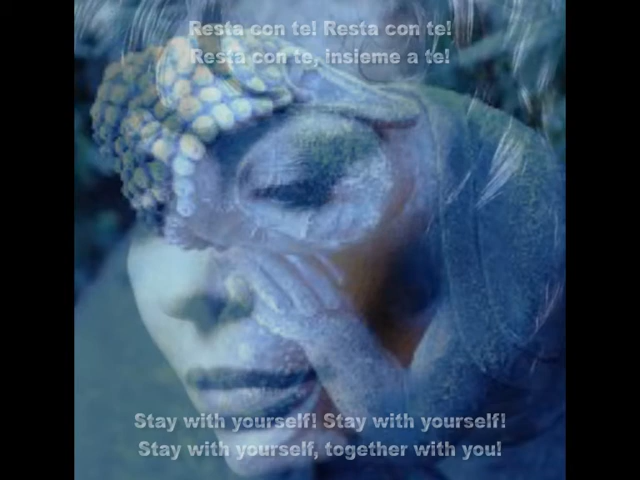 Resta con te! Resta con te!
Resta con te, insieme a te!
Stay with yourself! Stay with yourself!
Stay with yourself, together with you!